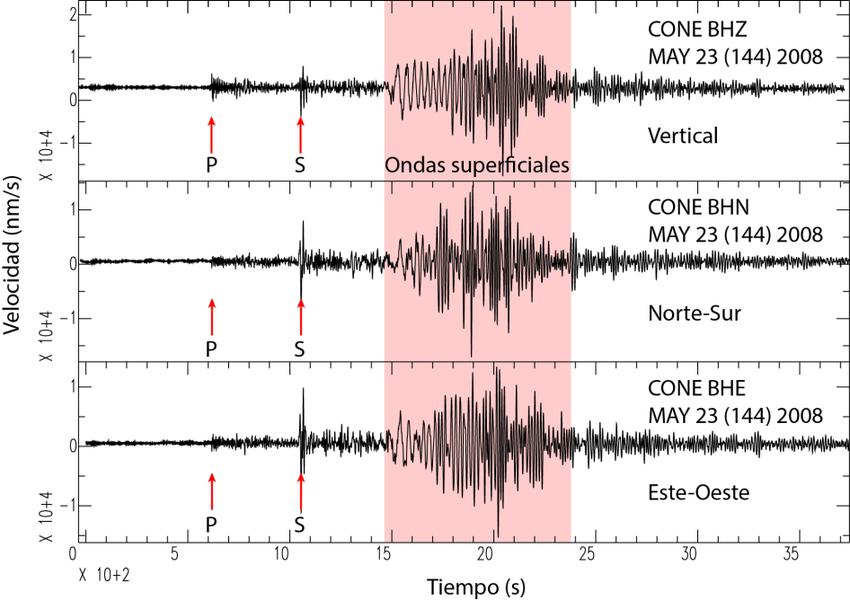 2
CONE BHZ
1
MAY 23 (144) 2008
0
-1
Vertical
X 10+4
P
S
Ondas superficiales
Velocidad (nm/s)
CONE BHN
1
MAY 23 (144) 2008
0
-1
Norte-Sur
X 10+4
P
S
CONE BHE
1
MAY 23 (144) 2008
0
Este-Oeste
-1
X 10+4
P
S
0 5 10 15 20 25 30 35
X 10+2
Tiempo (s)